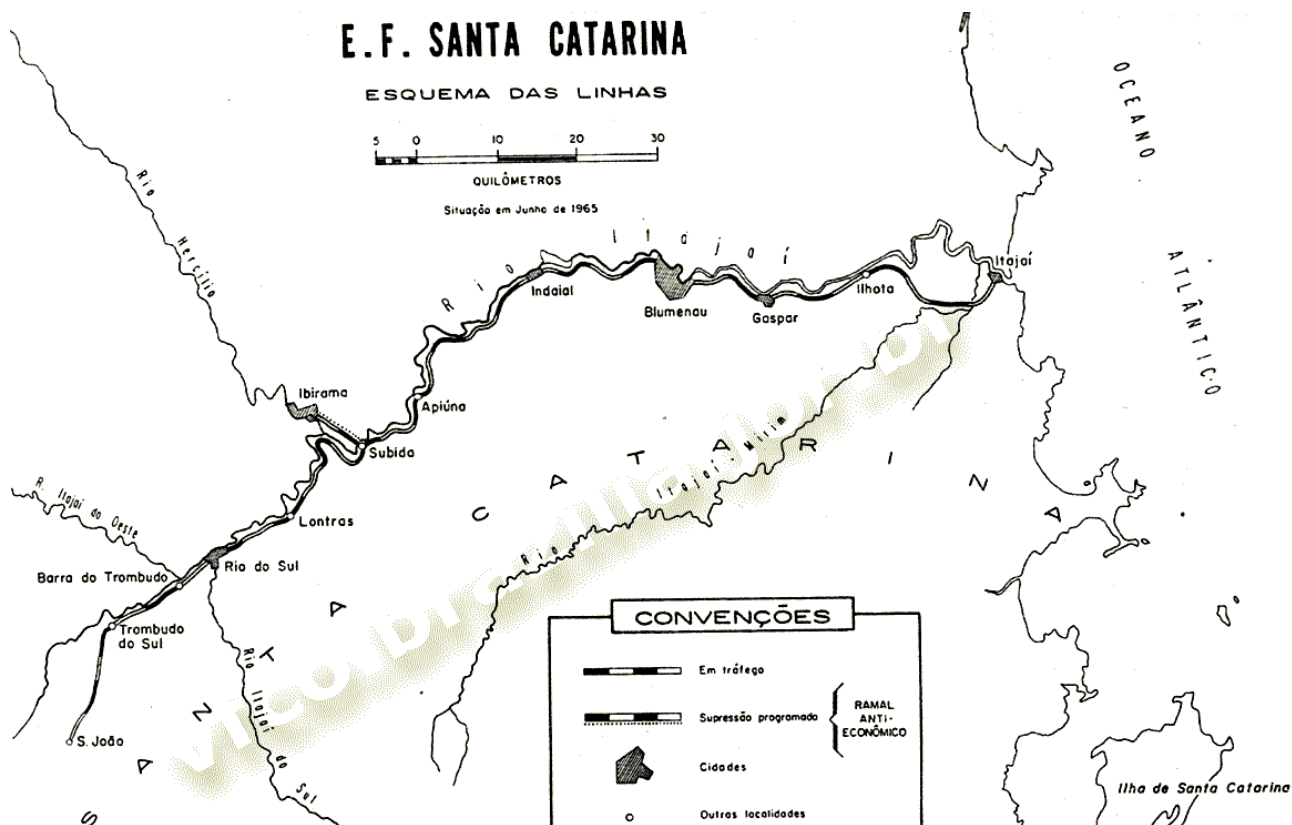 E.F. SANTA CATARINA
ESQUEMA DAS LINHAS
5 0 10 20 30
QUILÔMETROS
Situação em Junho de 1965
OCEANO
ATLÂNTICO
Rio Hercílio
Rio Itajaí
Itajaí
Ilhota
Indaial
Blumenau
Gaspar
Ibirama
Apiúna
Subida
R. Itajaí do Oeste
Lontras
Rio do Sul
Barra do Trombudo
Trombudo
do Sul
S. João
Rio Itajaí do Sul
Rio Itajaí-Mirim
SANTA CATARINA
CONVENÇÕES
Em tráfego
Supressão programada
RAMAL
ANTI-
ECONÔMICO
Cidades
Outras localidades
Ilha de Santa Catarina